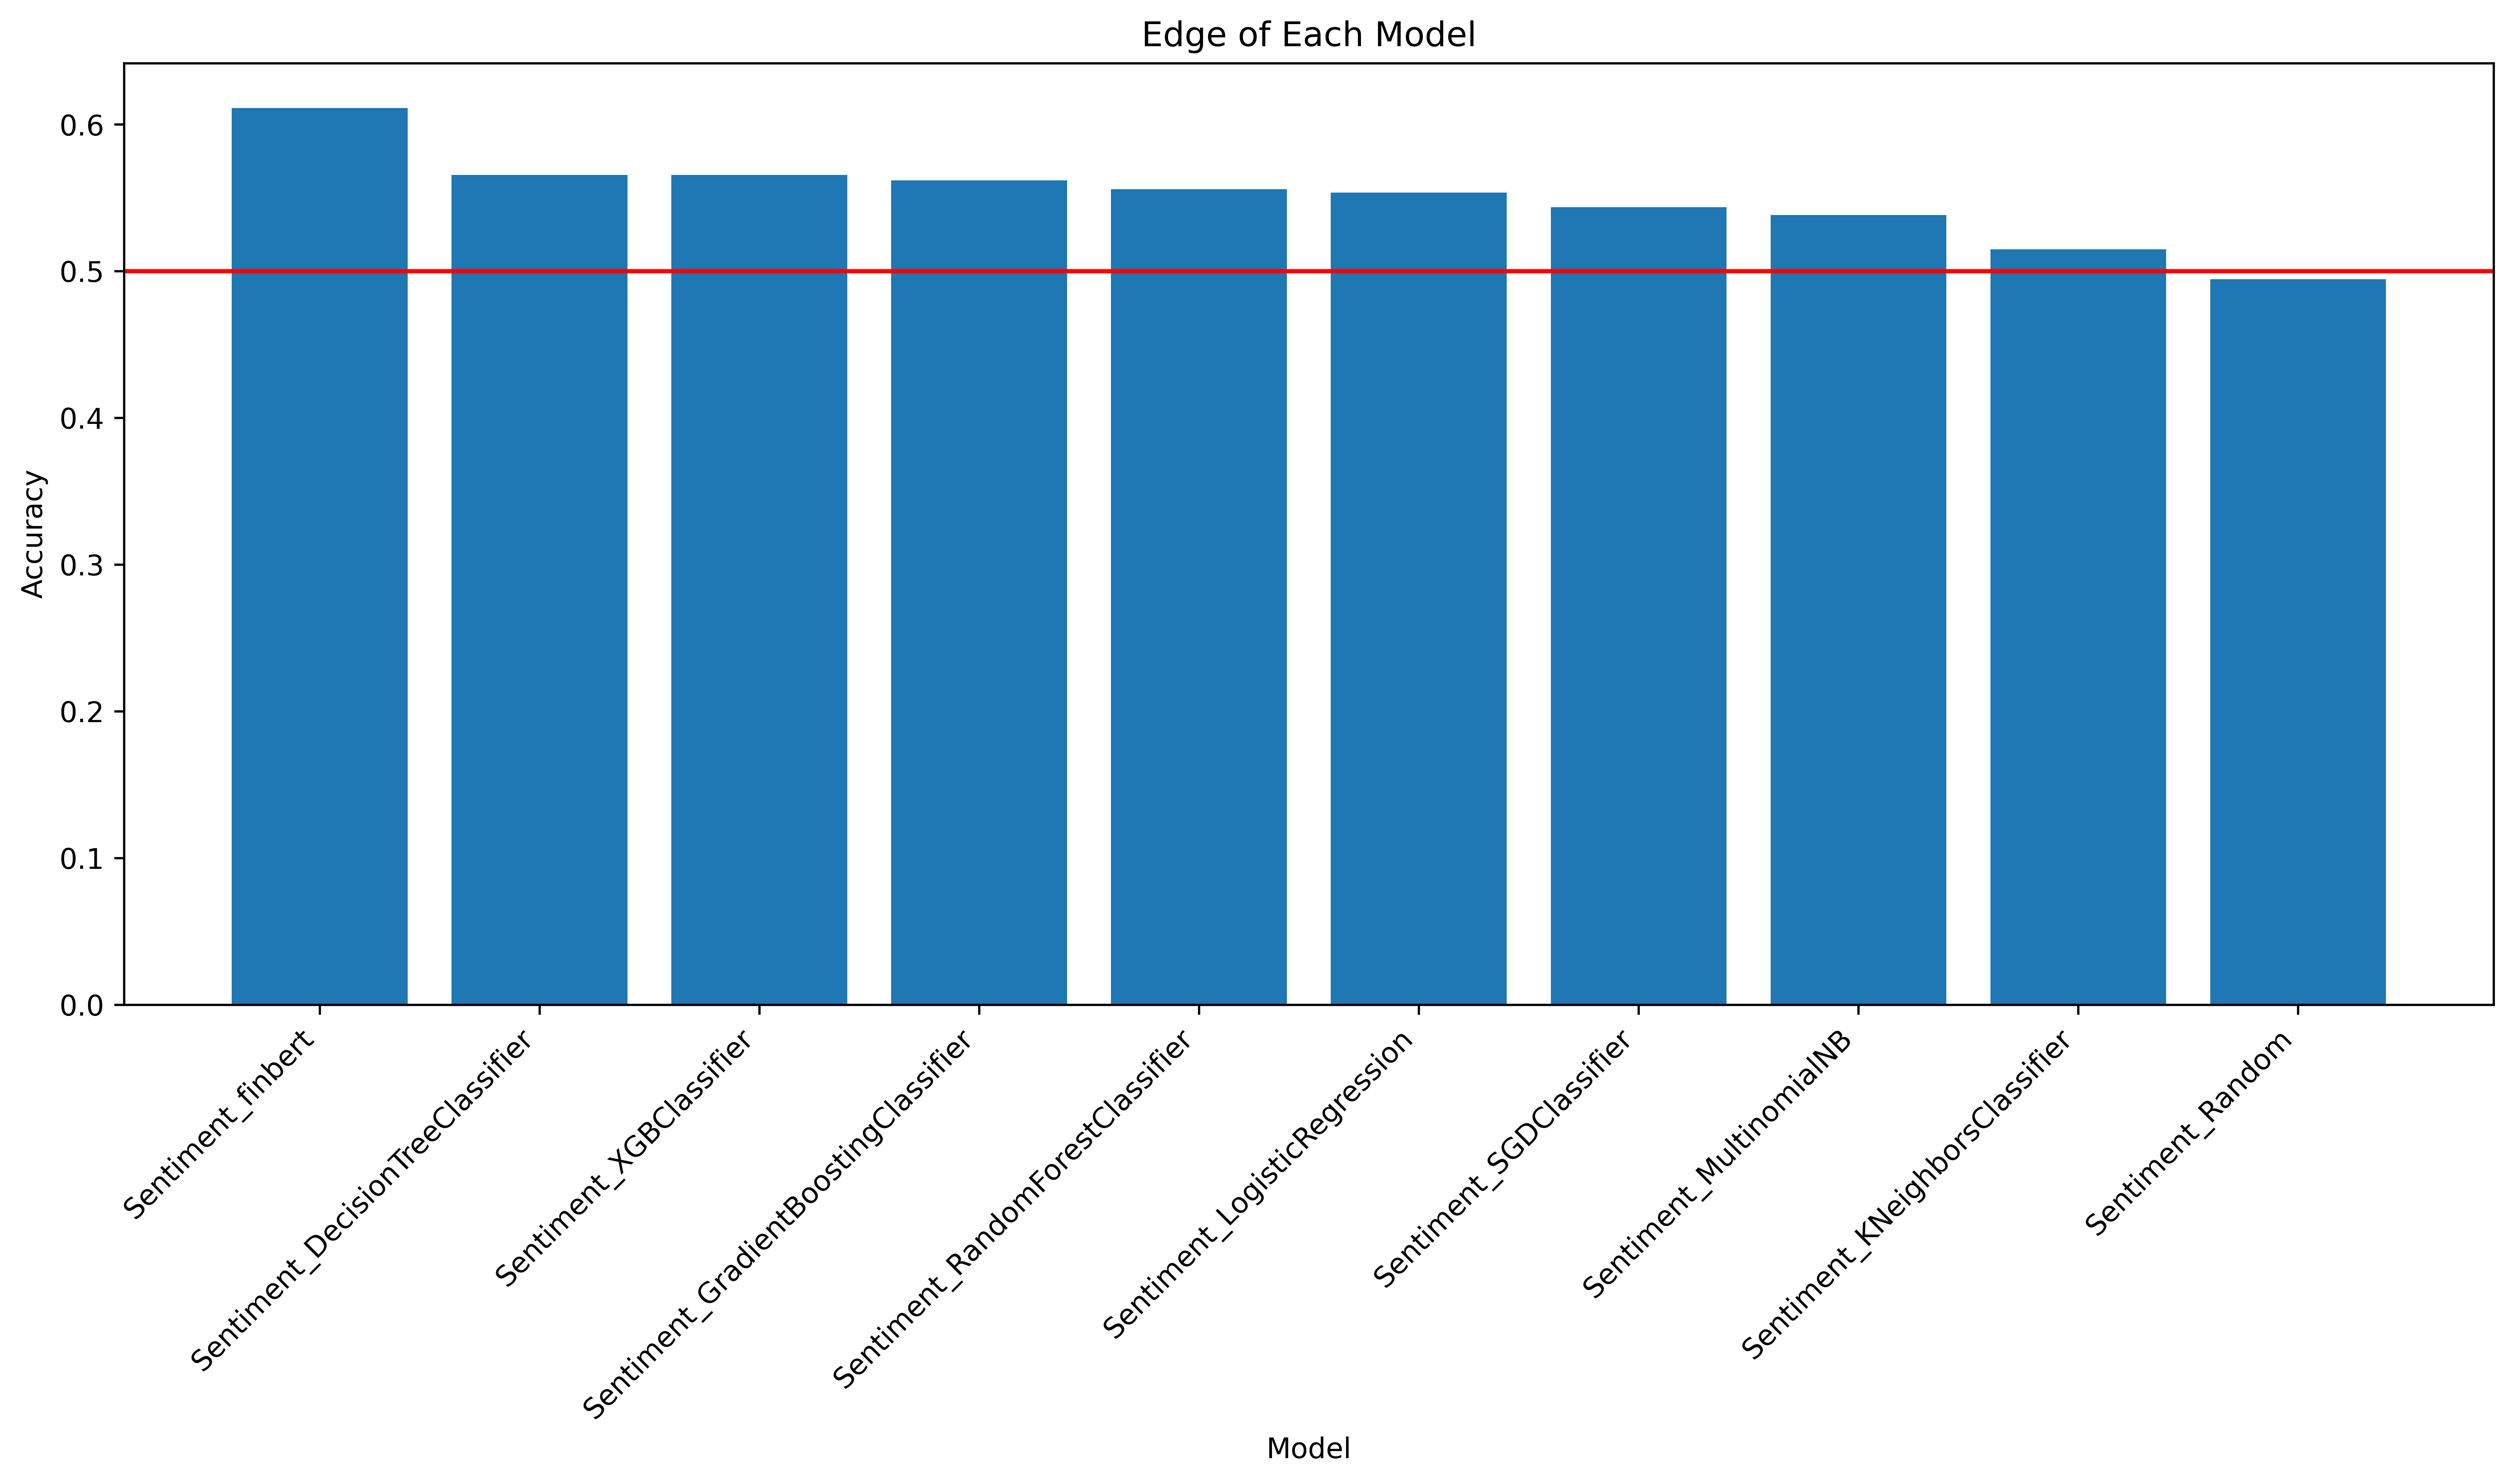 Edge of Each Model
Accuracy
0.6
0.5
0.4
0.3
0.2
0.1
0.0
Sentiment_finbert
Sentiment_DecisionTreeClassifier
Sentiment_XGBClassifier
Sentiment_GradientBoostingClassifier
Sentiment_RandomForestClassifier
Sentiment_LogisticRegression
Sentiment_SGDClassifier
Sentiment_MultinomialNB
Sentiment_KNeighborsClassifier
Sentiment_Random
Model